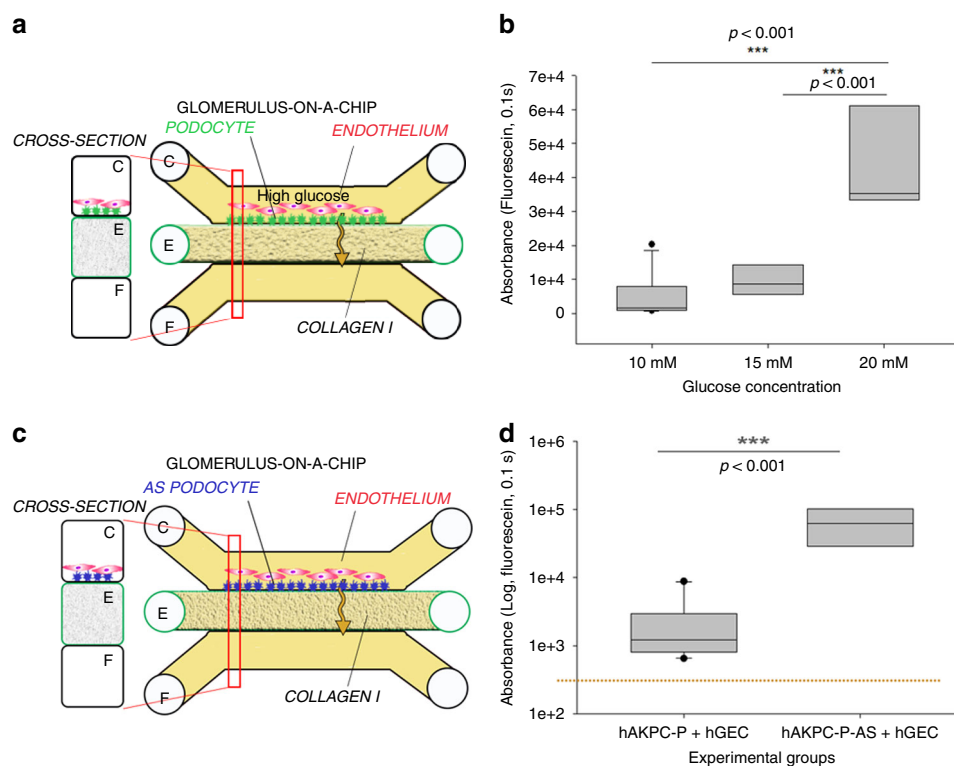 a
GLOMERULUS-ON-A-CHIP
PODOCYTE
ENDOTHELIUM
CROSS-SECTION
C
C
High glucose
E
E
F
F
COLLAGEN I
b
p < 0.001
***
***
p < 0.001
Absorbance (Fluorescein, 0.1s)
7e+4
6e+4
5e+4
4e+4
3e+4
2e+4
1e+4
0
10 mM
15 mM
20 mM
Glucose concentration
c
GLOMERULUS-ON-A-CHIP
AS PODOCYTE
ENDOTHELIUM
CROSS-SECTION
C
C
E
E
F
F
COLLAGEN I
d
***
p < 0.001
Absorbance (Log, fluorescein, 0.1 s)
1e+6
1e+5
1e+4
1e+3
1e+2
hAKPC-P + hGEC
hAKPC-P-AS + hGEC
Experimental groups